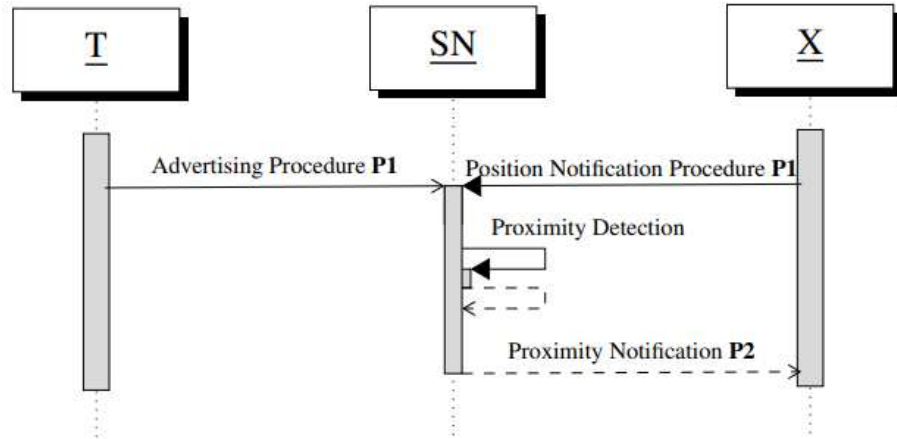 T
SN
X
Advertising Procedure P1
Position Notification Procedure P1
Proximity Detection
Proximity Notification P2